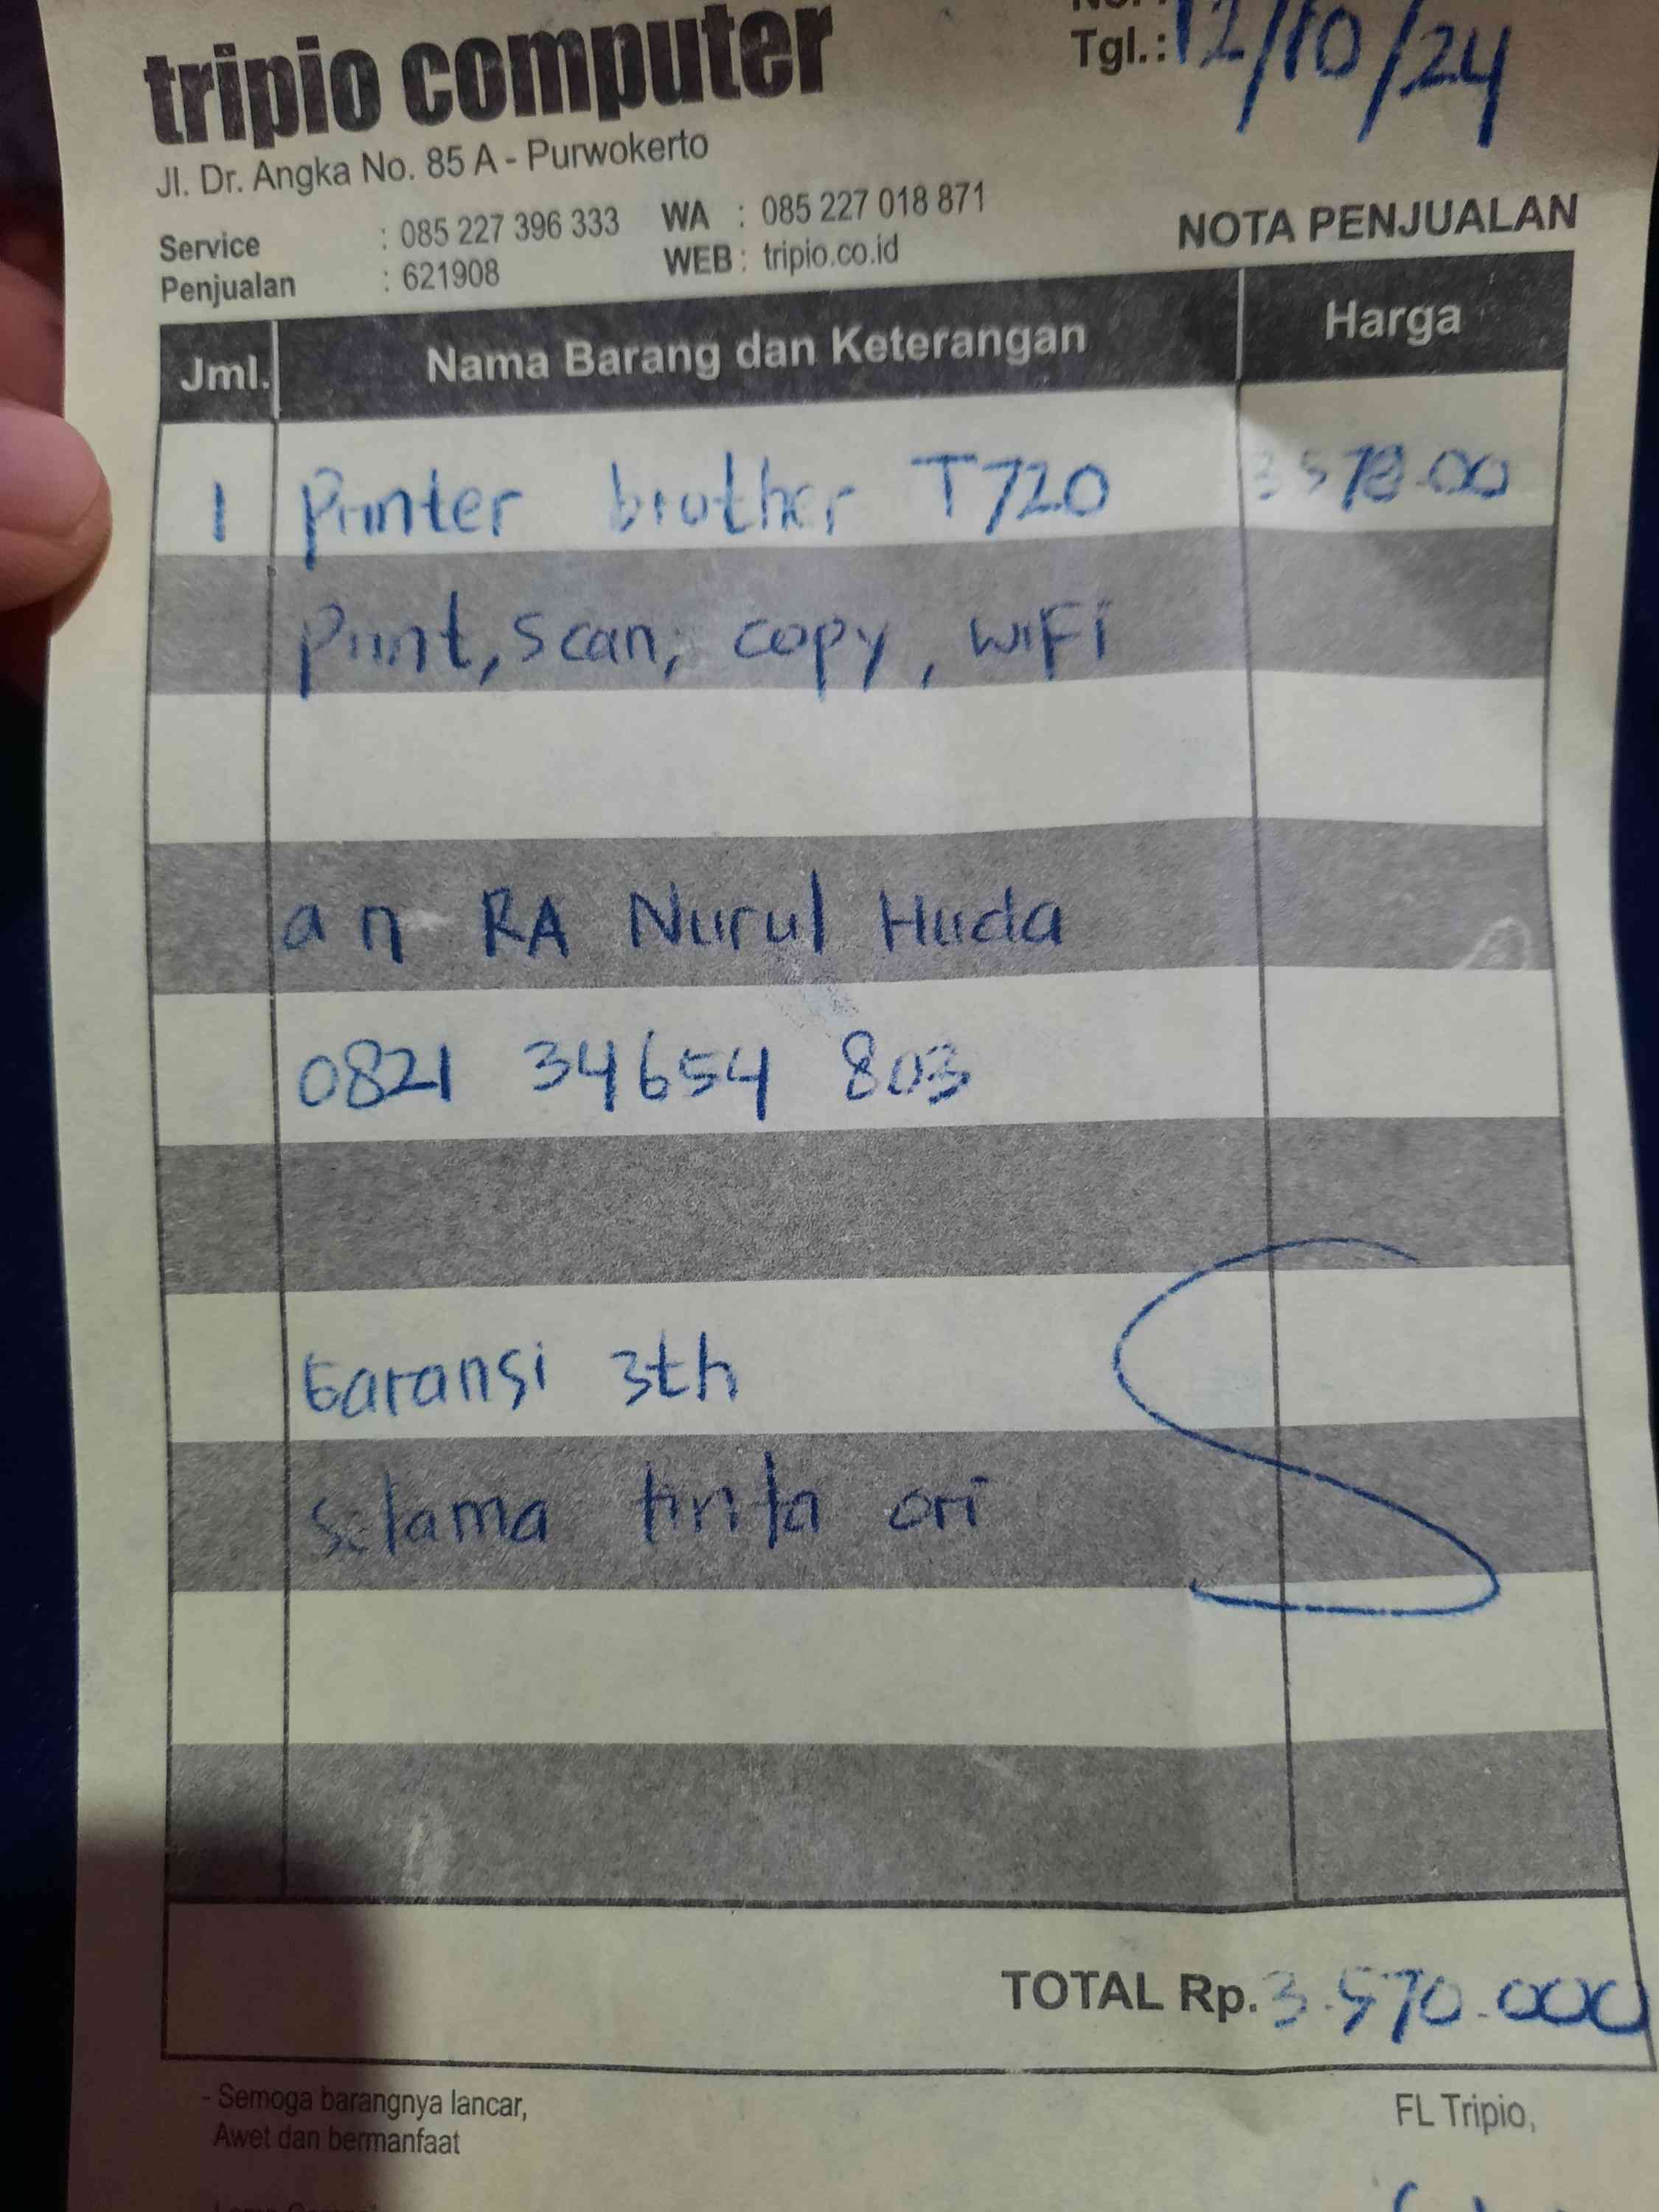 tripio computer
Tgl.: 12/10/24
Jl. Dr. Angka No. 85 A - Purwokerto
Service : 085 227 396 333 WA : 085 227 018 871
Penjualan : 621908 WEB : tripio.co.id
NOTA PENJUALAN
Jml. Nama Barang dan Keterangan Harga
1 Printer brother T720
Print, scan, copy, WiFi
an RA Nurul Huda
0821 34654 803
Garansi 3th
selama tinta ori
TOTAL Rp. 3.570.000
- Semoga barangnya lancar,
Awet dan bermanfaat
FL Tripio,